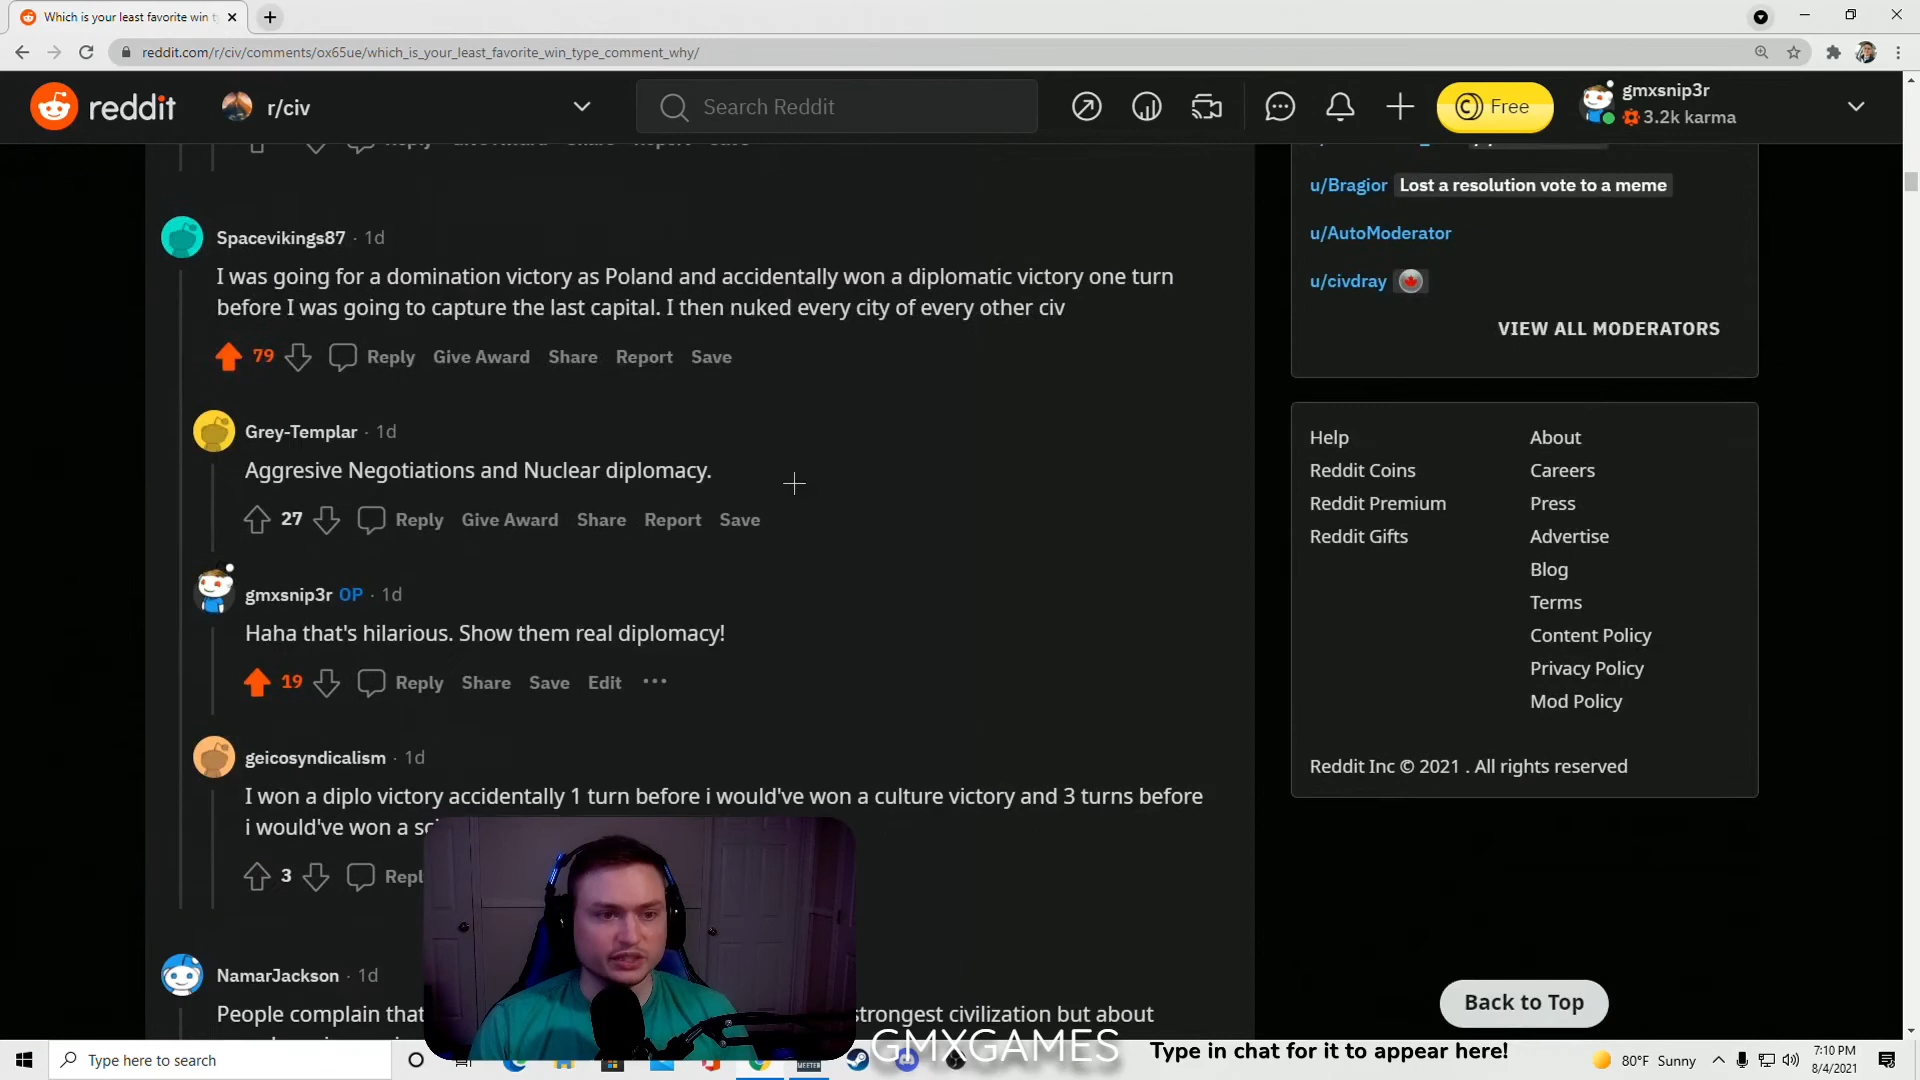 Which is your least favorite win
reddit.com/r/civ/comments/ox65ue/which_is_your_least_favorite_win_type_comment_why/
reddit
r/civ
Search Reddit
Free
gmxsnip3r
3.2k karma
Reply Give Award Share Report Save
u/Bragior Lost a resolution vote to a meme
u/AutoModerator
u/civdray
VIEW ALL MODERATORS
Spacevikings87 · 1d
I was going for a domination victory as Poland and accidentally won a diplomatic victory one turn
before I was going to capture the last capital. I then nuked every city of every other civ
79 Reply Give Award Share Report Save
Grey-Templar · 1d
Aggresive Negotiations and Nuclear diplomacy.
27 Reply Give Award Share Report Save
gmxsnip3r OP · 1d
Haha that's hilarious. Show them real diplomacy!
19 Reply Share Save Edit ···
geicosyndicalism · 1d
I won a diplo victory accidentally 1 turn before i would've won a culture victory and 3 turns before
i would've won a
3
NamarJackson · 1d
People complain
strongest civilization but about
Help
About
Reddit Coins
Careers
Reddit Premium
Press
Reddit Gifts
Advertise
Blog
Terms
Content Policy
Privacy Policy
Mod Policy
Reddit Inc © 2021 . All rights reserved
Back to Top
GMXGAMES
Type in chat for it to appear here!
Type here to search
80°F Sunny
7:10 PM
8/4/2021